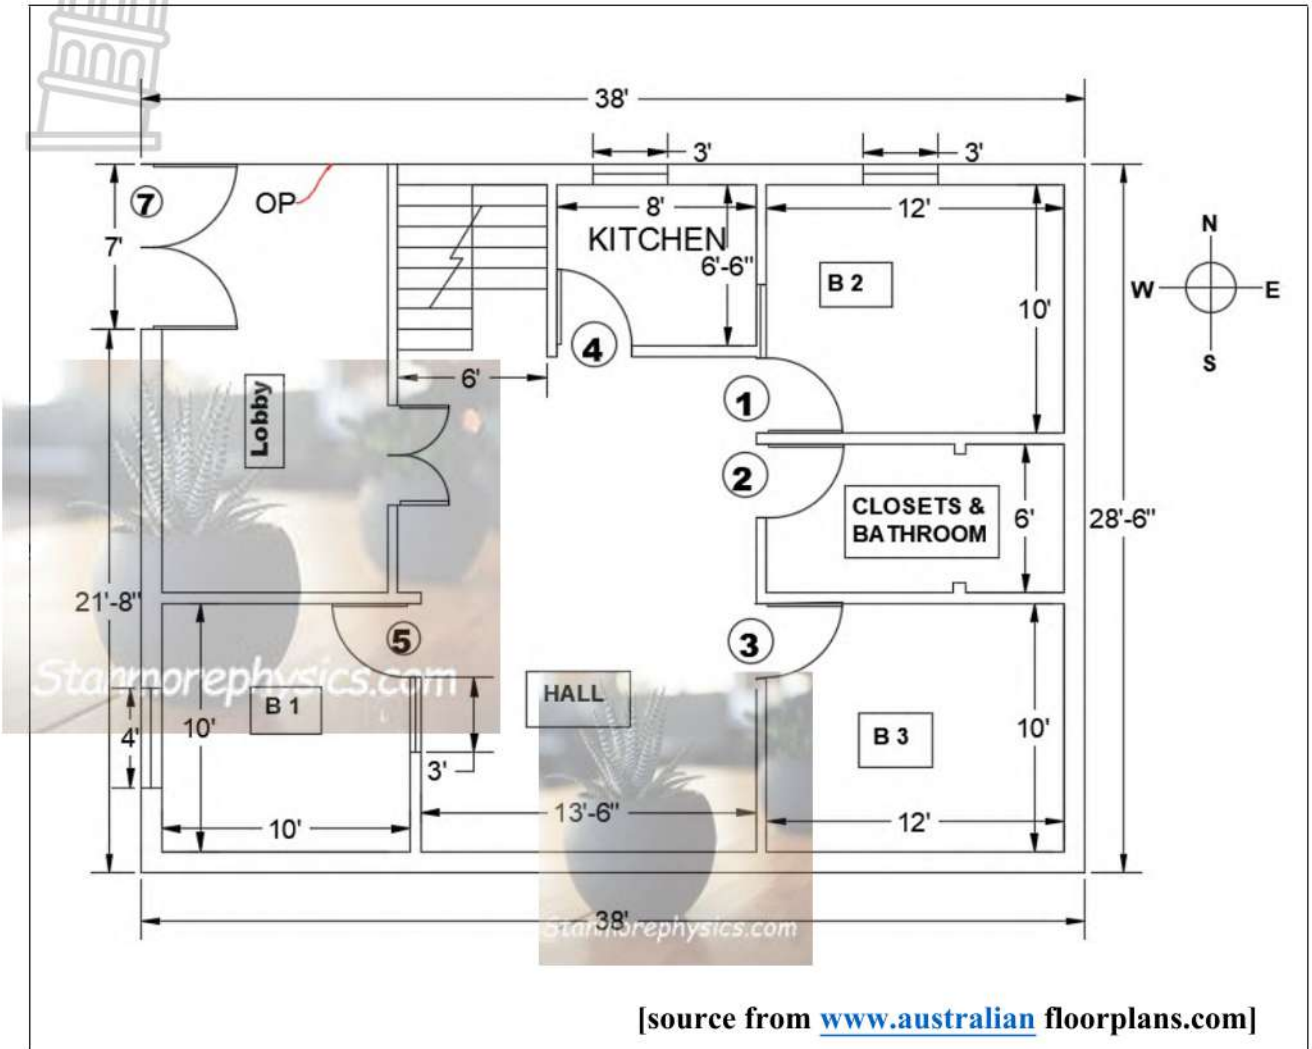 38'
3'
3'
7
OP
7'
8'
KITCHEN
6'-6"
12'
B 2
10'
N
W
E
S
4
6'
1
Lobby
2
CLOSETS &
BATHROOM
6'
28'-6"
21'-8"
5
3
Stanmorephysics.com
B 1
10'
4'
3'
HALL
B 3
10'
13'-6"
10'
12'
38'
Stanmorephysics.com
[source from www.australian floorplans.com]